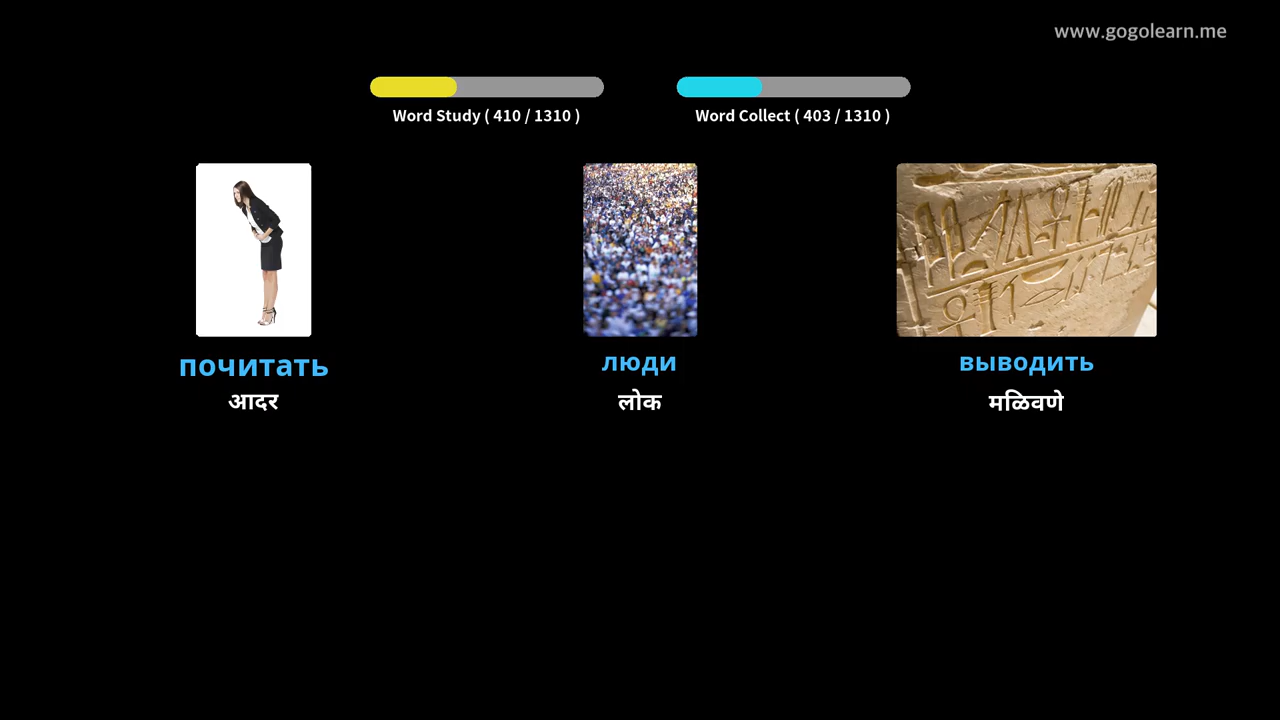 www.gogolearn.me
Word Study ( 410 / 1310 )
Word Collect ( 403 / 1310 )
почитать
люди
выводить
आदर
लोक
मळिवणे